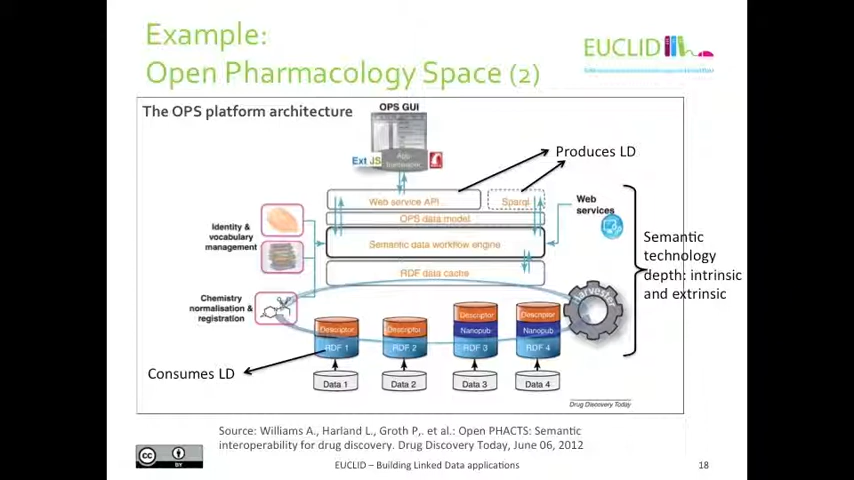 Example:
Open Pharmacology Space (2)
EUCLID
The OPS platform architecture
OPS GUI
Ext JS
App
framework
Produces LD
Web service API
Sparql
Web
services
OPS data model
Identity &
vocabulary
management
Semantic data workflow engine
Semantic
technology
depth: intrinsic
and extrinsic
RDF data cache
Chemistry
normalisation &
registration
Harvester
Descriptor
Descriptor
Descriptor
Descriptor
Nanopub
Nanopub
RDF 1
RDF 2
RDF 3
RDF 4
Consumes LD
Data 1
Data 2
Data 3
Data 4
Drug Discovery Today
Source: Williams A., Harland L., Groth P,. et al.: Open PHACTS: Semantic
interoperability for drug discovery. Drug Discovery Today, June 06, 2012
cc
BY
EUCLID – Building Linked Data applications
18